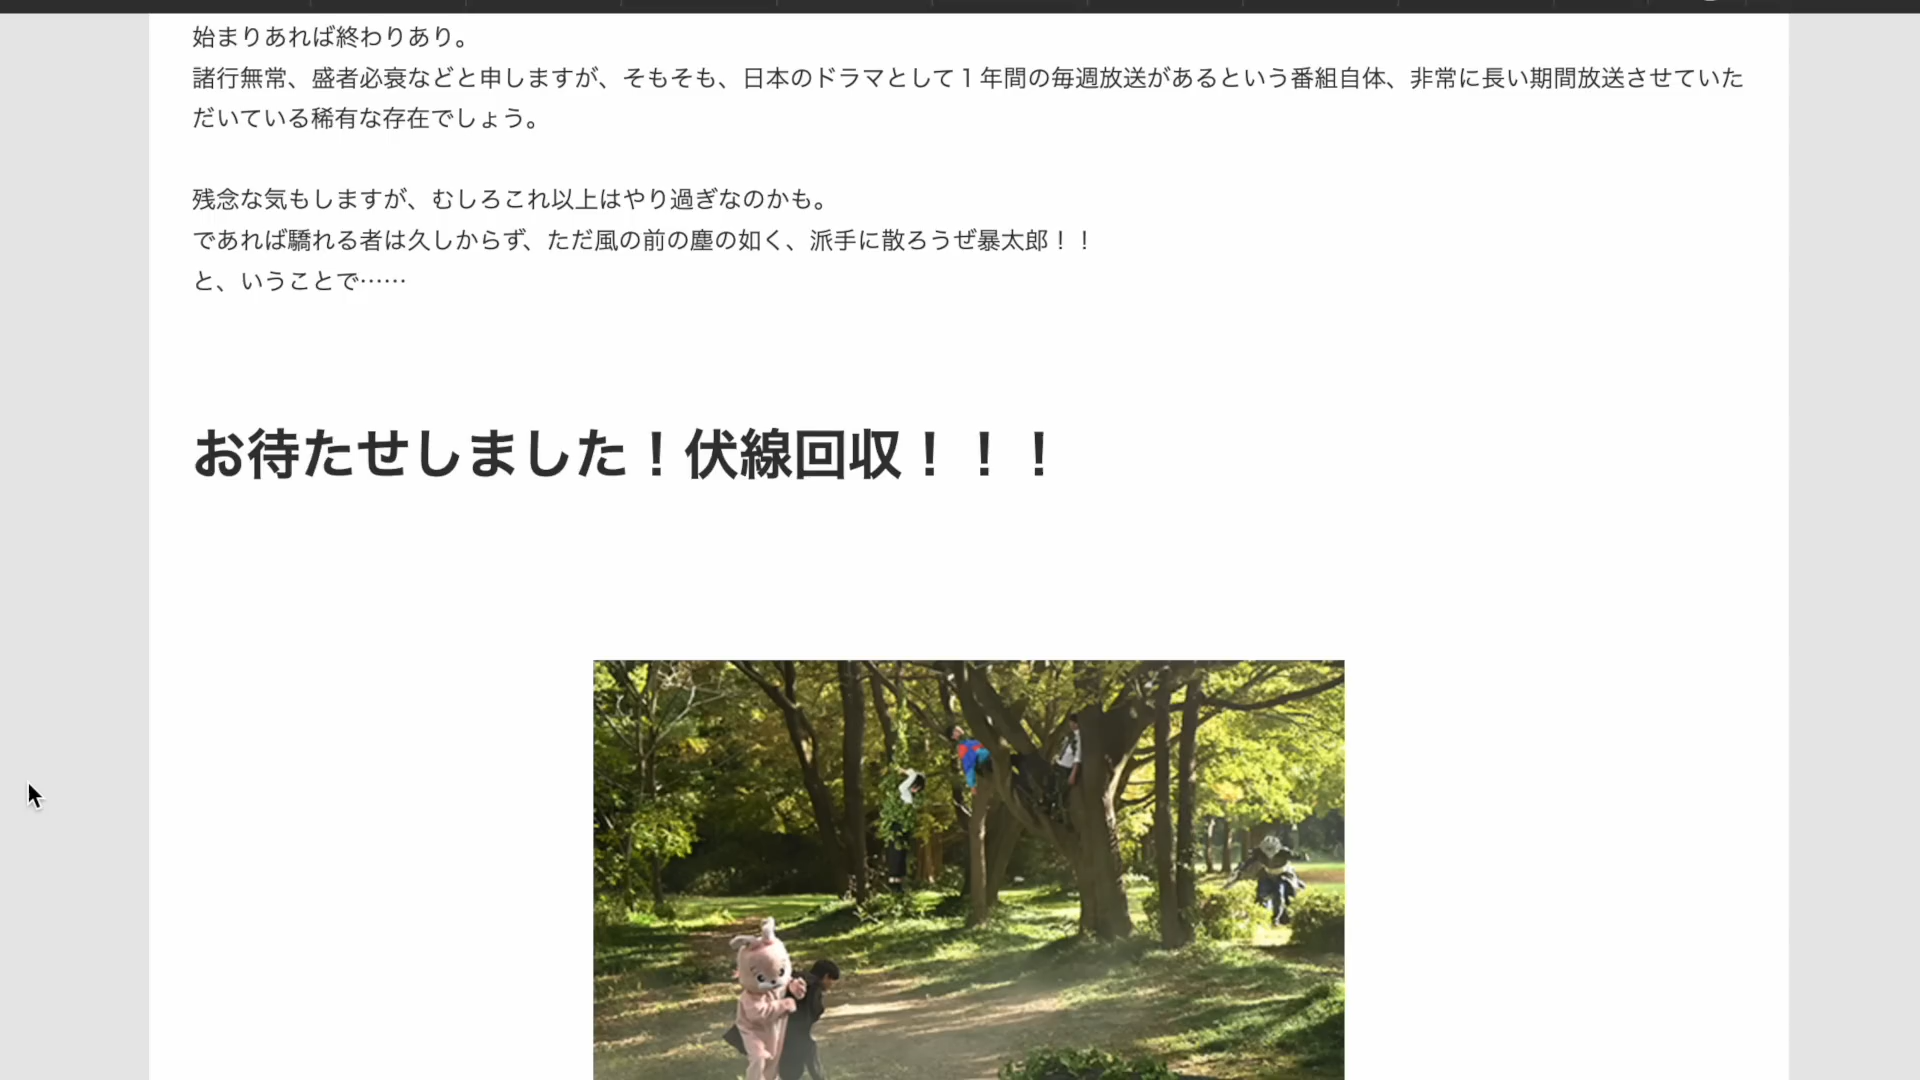 始まりあれば終わりあり。
諸行無常、盛者必衰などと申しますが、そもそも、日本のドラマとして１年間の毎週放送があるという番組自体、非常に長い期間放送させていた
だいている稀有な存在でしょう。
残念な気もしますが、むしろこれ以上はやり過ぎなのかも。
であれば驕れる者は久しからず、ただ風の前の塵の如く、派手に散ろうぜ暴太郎！！
と、いうことで……
お待たせしました！伏線回収！！！